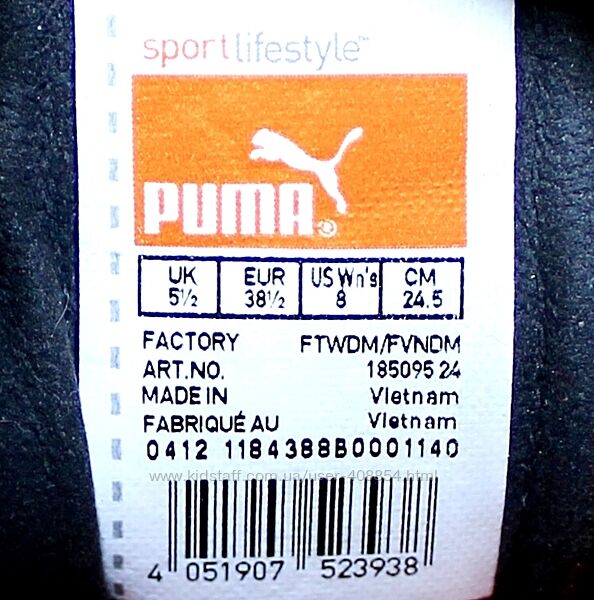 sportlifestyle™
PUMA®
UK EUR US Wn's CM
5½ 38½ 8 24.5
FACTORY FTWDM/FVNDM
ART.NO. 185095 24
MADE IN Vietnam
FABRIQUÉ AU Vietnam
0412 1184388B0001140
www.kidstaff.com.ua/user-408854.html
4 051907 523938